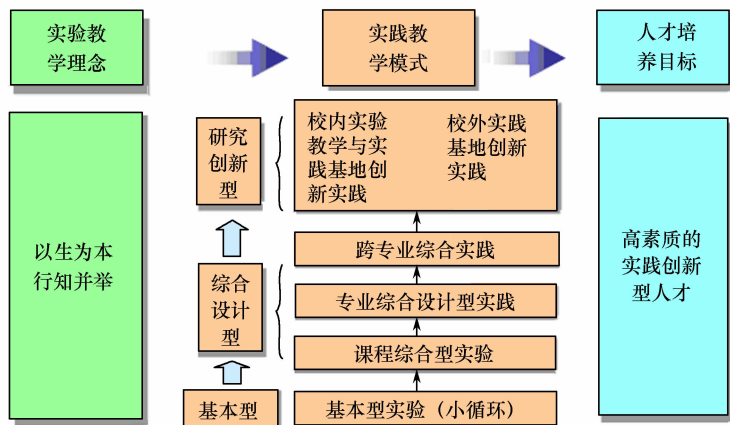 实验教
学理念
实践教
学模式
人才培
养目标
以生为本
行知并举
研究
创新
型
校内实验
教学与实
践基地创
新实践
校外实践
基地创新
实践
跨专业综合实践
综合
设计
型
专业综合设计型实践
课程综合型实验
基本型
基本型实验（小循环）
高素质的
实践创新
型人才